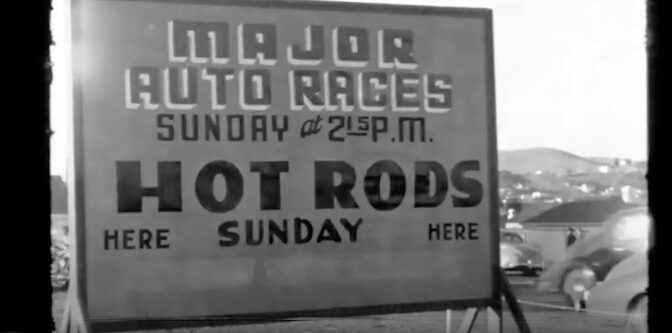 MAJOR
AUTO RACES
SUNDAY at 2:15 P.M.
HOT RODS
HERE SUNDAY HERE